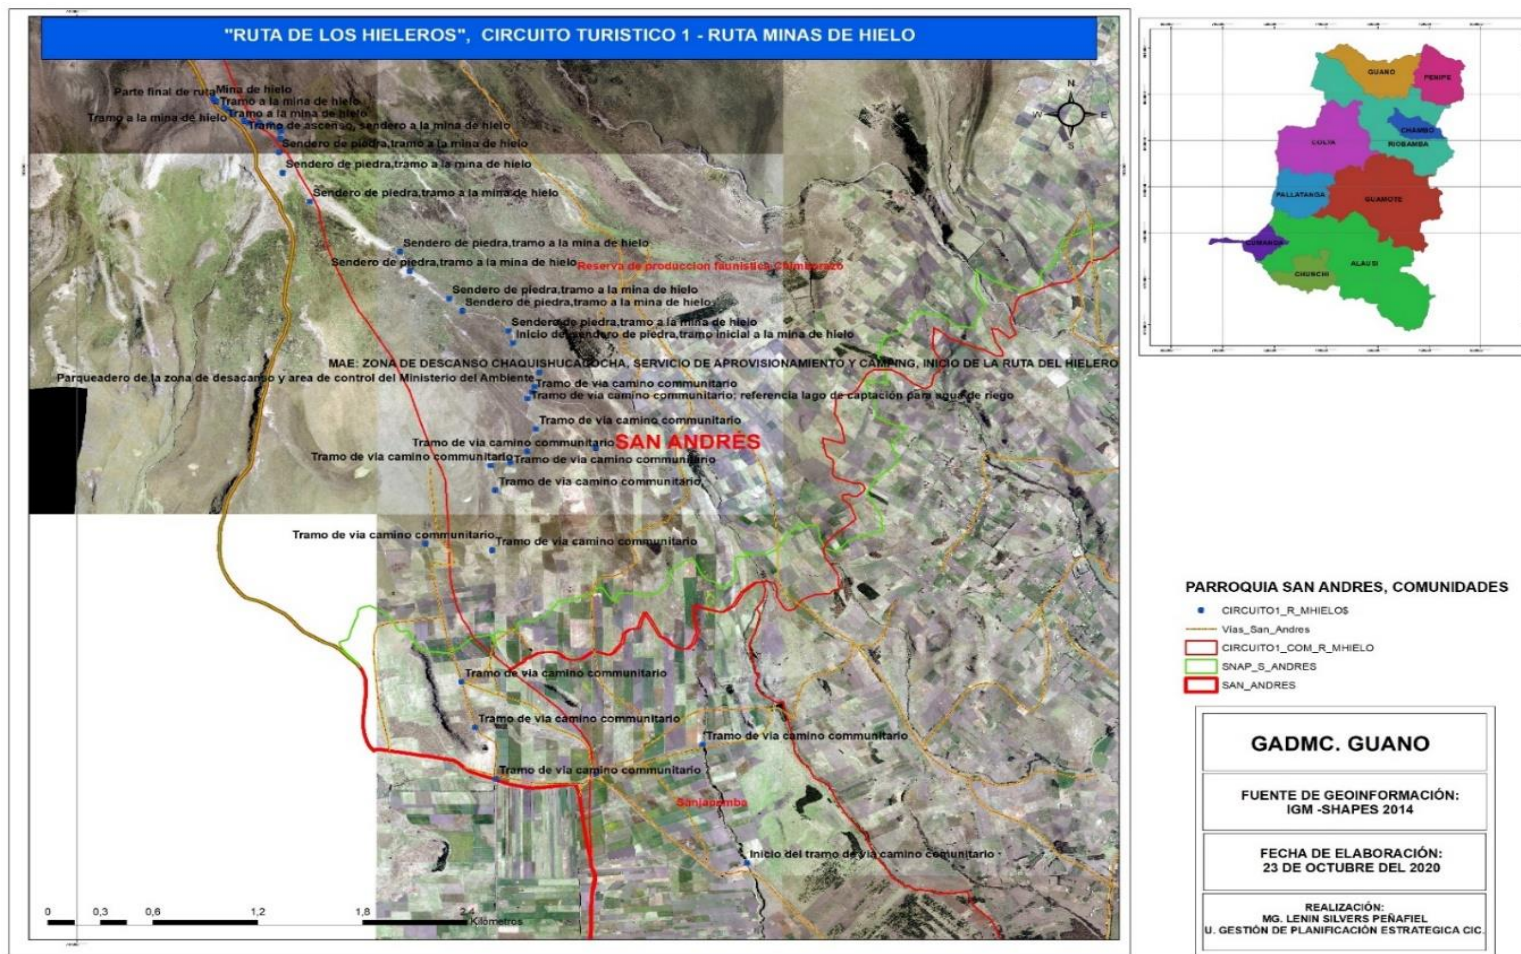 "RUTA DE LOS HIELEROS", CIRCUITO TURISTICO 1 - RUTA MINAS DE HIELO
Mina de hielo
Parte final de ruta
Tramo a la mina de hielo
Tramo a la mina de hielo
Tramo a la mina de hielo
Tramo de ascenso, sendero a la mina de hielo
Sendero de piedra,tramo a la mina de hielo
Sendero de piedra,tramo a la mina de hielo
Sendero de piedra,tramo a la mina de hielo
Sendero de piedra,tramo a la mina de hielo
Sendero de piedra,tramo a la mina de hielo
Reserva de produccion faunistica Chimborazo
Sendero de piedra,tramo a la mina de hielo
Sendero de piedra,tramo a la mina de hielo
Sendero de piedra,tramo a la mina de hielo
Inicio de sendero de piedra,tramo inicial a la mina de hielo
MAE: ZONA DE DESCANSO CHAQUISHUCACOCHA, SERVICIO DE APROVISIONAMIENTO Y CAMPING, INICIO DE LA RUTA DEL HIELERO
Parqueadero de la zona de desacanso y area de control del Ministerio del Ambiente
Tramo de via camino communitario
Tramo de via camino communitario; referencia lago de captación para agua de riego
Tramo de via camino communitario
Tramo de via camino communitario
SAN ANDRÉS
Tramo de via camino communitario
Tramo de via camino communitario
Tramo de via camino communitario
Tramo de via camino communitario
Tramo de via camino communitario
Tramo de via camino communitario
Tramo de via camino communitario
Tramo de via camino communitario
Tramo de via camino communitario
Sanjapamba
Inicio del tramo de via camino comunitario
N
W
E
S
0 0,3 0,6 1,2 1,8 2,4
Kilómetros
GUANO
PENIPE
CHAMBO
COLTA
RIOBAMBA
PALLATANGA
GUAMOTE
CUMANDA
ALAUSI
CHUNCHI
PARROQUIA SAN ANDRES, COMUNIDADES
CIRCUITO1_R_MHIELO$
Vías_San_Andres
CIRCUITO1_COM_R_MHIELO
SNAP_S_ANDRES
SAN_ANDRES
GADMC. GUANO
FUENTE DE GEOINFORMACIÓN:
IGM -SHAPES 2014
FECHA DE ELABORACIÓN:
23 DE OCTUBRE DEL 2020
REALIZACIÓN:
MG. LENIN SILVERS PEÑAFIEL
U. GESTIÓN DE PLANIFICACIÓN ESTRATEGICA CIC.